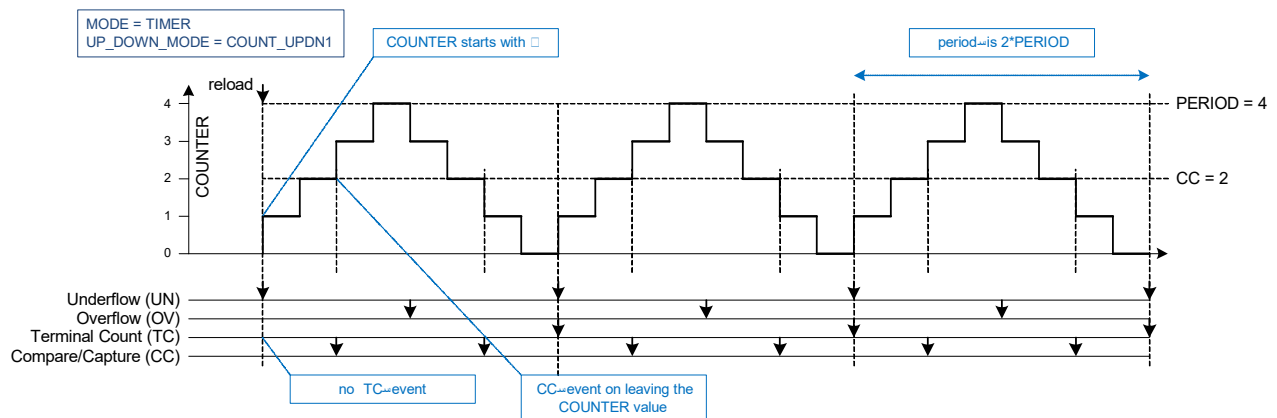 MODE = TIMER
UP_DOWN_MODE = COUNT_UPDN1
COUNTER starts with
period is 2*PERIOD
reload
4
PERIOD = 4
3
COUNTER
2
CC = 2
1
0
Underflow (UN)
Overflow (OV)
Terminal Count (TC)
Compare/Capture (CC)
no TC event
CC event on leaving the
COUNTER value